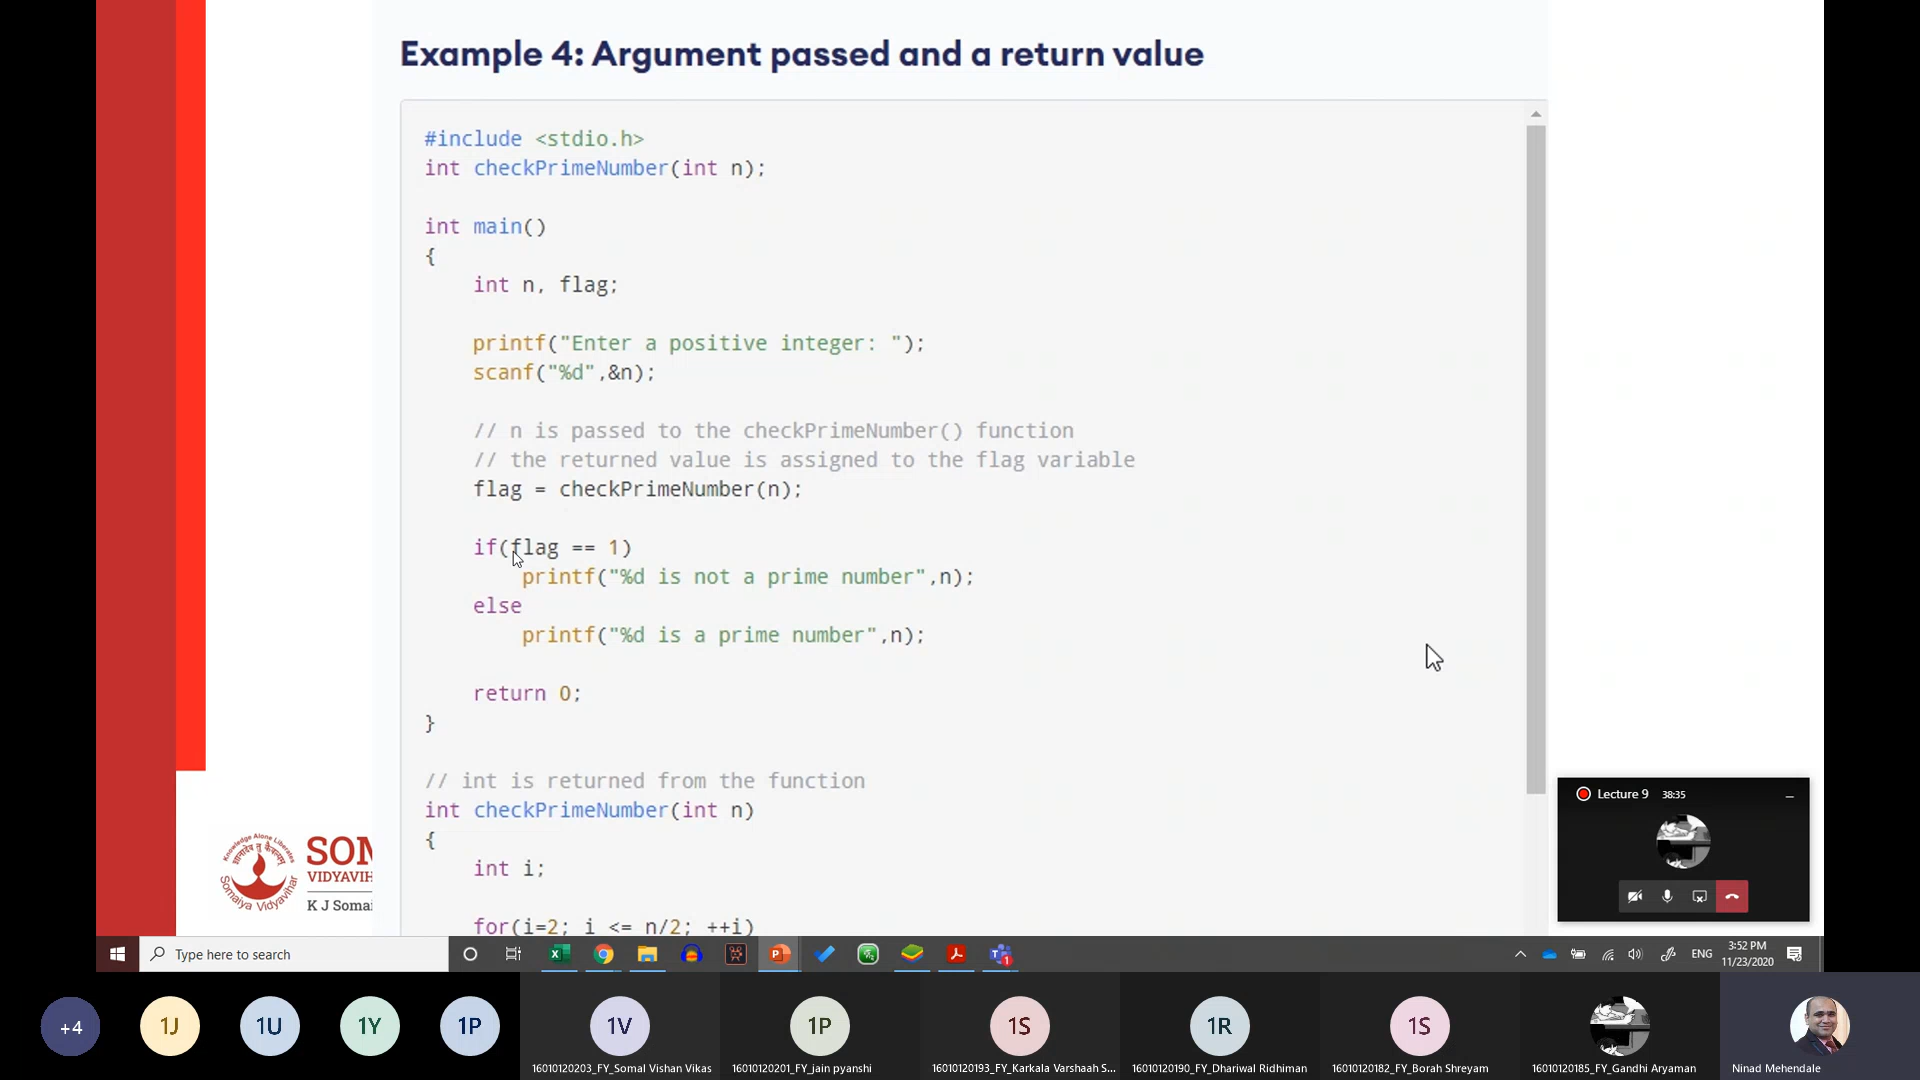 Example 4: Argument passed and a return value
#include <stdio.h>
int checkPrimeNumber(int n);
int main()
{
int n, flag;
printf("Enter a positive integer: ");
scanf("%d",&n);
// n is passed to the checkPrimeNumber() function
// the returned value is assigned to the flag variable
flag = checkPrimeNumber(n);
if(flag == 1)
printf("%d is not a prime number",n);
else
printf("%d is a prime number",n);
return 0;
}
// int is returned from the function
int checkPrimeNumber(int n)
{
int i;
for(i=2; i <= n/2; ++i)
Somaiya Vidyavihar
SOM
VIDYAVIH
K J Somai
Lecture 9 38:35
Type here to search
ENG
3:52 PM
11/23/2020
+4
1J
1U
1Y
1P
1V
1P
1S
1R
1S
16010120203_FY_Somal Vishan Vikas
16010120201_FY_jain pyanshi
16010120193_FY_Karkala Varshaah S...
16010120190_FY_Dhariwal Ridhiman
16010120182_FY_Borah Shreyam
16010120185_FY_Gandhi Aryaman
Ninad Mehendale